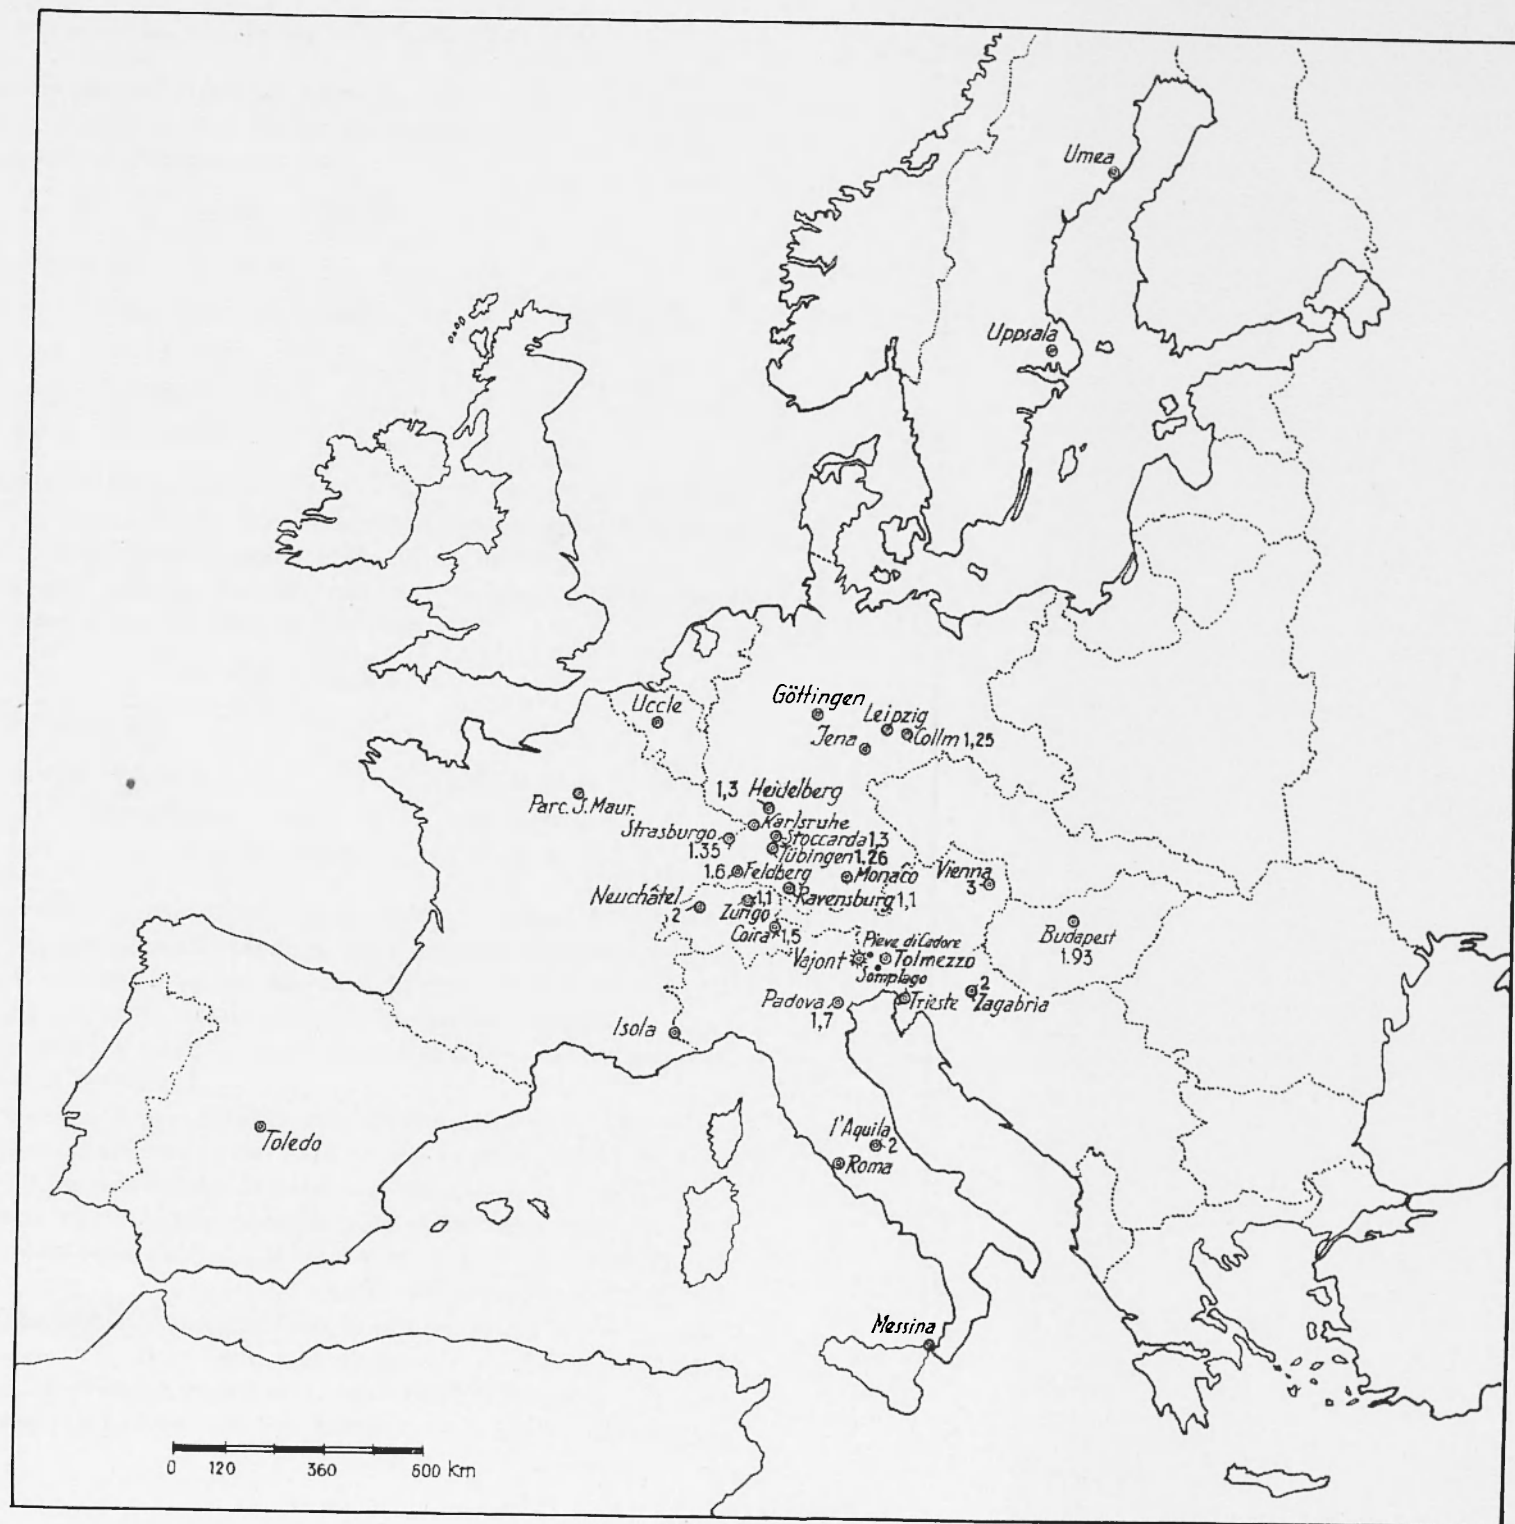 Umea
Uppsala
Göttingen
Uccle
Leipzig
Jena
Collm 1,25
Parc. S. Maur.
1,3 Heidelberg
Karlsruhe
Strasburgo
1.35
Stoccarda 1,3
Tübingen 1.26
1.6 Feldberg
Monaco
Vienna
3
Neuchâtel
2
1,1
Zurigo
Ravensburg 1,1
Coira 1,5
Budapest
1.93
Pieve di Cadore
Vajont
Tolmezzo
Somplago
Padova
1,7
Trieste
2
Zagabria
Isola
Toledo
l'Aquila
2
Roma
Messina
0 120 360 600 km